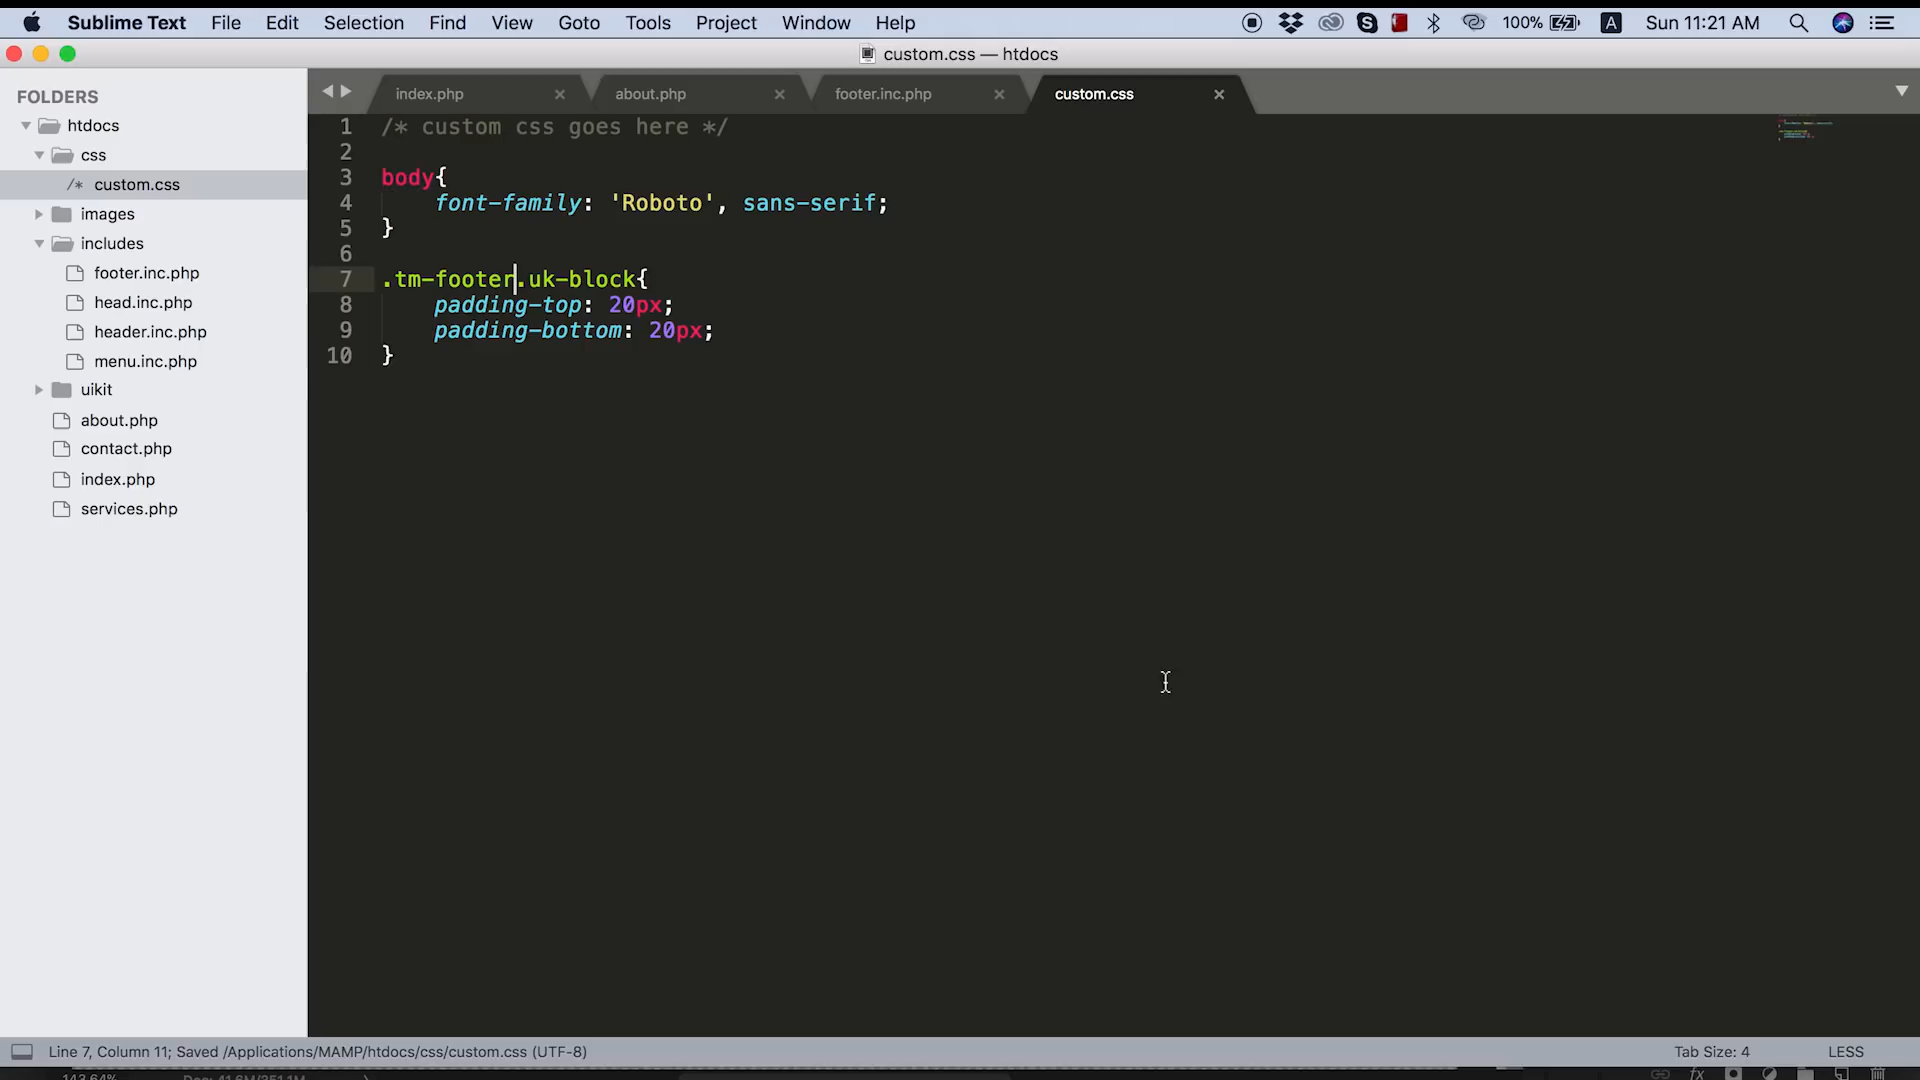 Sublime Text File Edit Selection Find View Goto Tools Project Window Help 100% A Sun 11:21 AM
custom.css — htdocs
FOLDERS
htdocs
css
/* custom.css
images
includes
footer.inc.php
head.inc.php
header.inc.php
menu.inc.php
uikit
about.php
contact.php
index.php
services.php
index.php about.php footer.inc.php custom.css
1 /* custom css goes here */
2
3 body{
4 font-family: 'Roboto', sans-serif;
5 }
6
7 .tm-footer.uk-block{
8 padding-top: 20px;
9 padding-bottom: 20px;
10 }
Line 7, Column 11; Saved /Applications/MAMP/htdocs/css/custom.css (UTF-8) Tab Size: 4 LESS
fx